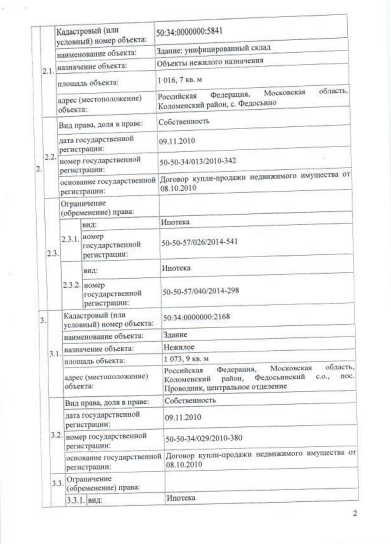 Кадастровый (или
условный) номер объекта: 50:34:0000000:5841
наименование объекта: Здание: унифицированный склад
2.1. назначение объекта: Объекты нежилого назначения
площадь объекта: 1 016, 7 кв. м
адрес (местоположение) объекта: Российская Федерация, Московская область,
Коломенский район, с. Федосьино
Вид права, доля в праве: Собственность
дата государственной
регистрации: 09.11.2010
2. 2.2. номер государственной
регистрации: 50-50-34/013/2010-342
основание государственной
регистрации: Договор купли-продажи недвижимого имущества от
08.10.2010
Ограничение
(обременение) права:
2.3. 2.3.1. вид: Ипотека
номер
государственной
регистрации: 50-50-57/026/2014-541
2.3.2. вид: Ипотека
номер
государственной
регистрации: 50-50-57/040/2014-298
3. Кадастровый (или
условный) номер объекта: 50:34:0000000:2168
наименование объекта: Здание
3.1. назначение объекта: Нежилое
площадь объекта: 1 073, 9 кв. м
адрес (местоположение)
объекта: Российская Федерация, Московская область,
Коломенский район, Федосьинский с.о., пос.
Проводник, центральное отделение
Вид права, доля в праве: Собственность
дата государственной
регистрации: 09.11.2010
3.2 номер государственной
регистрации: 50-50-34/029/2010-380
основание государственной
регистрации: Договор купли-продажи недвижимого имущества от
08.10.2010
3.3. Ограничение
(обременение) права:
3.3.1. вид: Ипотека
2